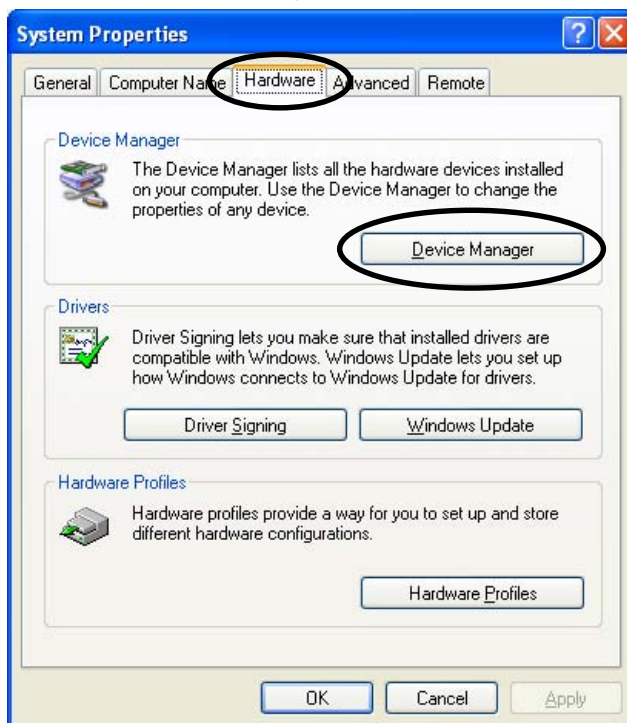 System Properties
General Computer Name Hardware Advanced Remote
Device Manager
The Device Manager lists all the hardware devices installed
on your computer. Use the Device Manager to change the
properties of any device.
Device Manager
Drivers
Driver Signing lets you make sure that installed drivers are
compatible with Windows. Windows Update lets you set up
how Windows connects to Windows Update for drivers.
Driver Signing Windows Update
Hardware Profiles
Hardware profiles provide a way for you to set up and store
different hardware configurations.
Hardware Profiles
OK Cancel Apply